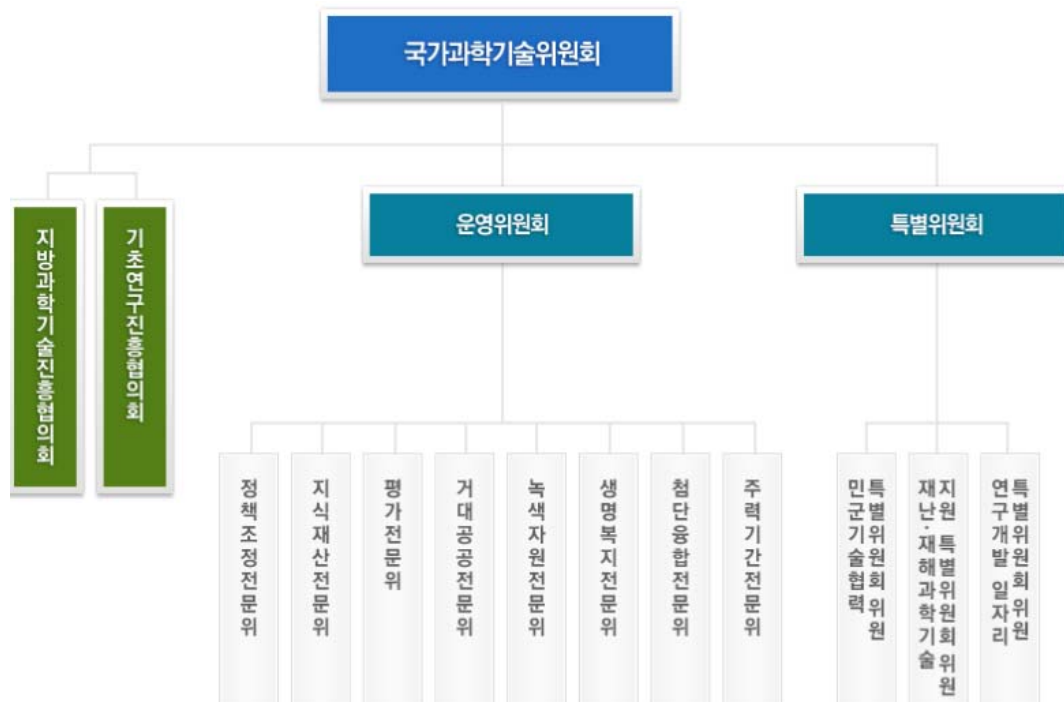 국가과학기술위원회
지방과학기술진흥협의회
기초연구진흥협의회
운영위원회
특별위원회
정책조정전문위
지식재산전문위
평가전문위
거대공공전문위
녹색자원전문위
생명복지전문위
첨단융합전문위
주력기간전문위
민군기술협력
특별위원회 위원
재난·재해과학기술
지원 특별위원회 위원
연구개발 일자리
특별위원회 위원